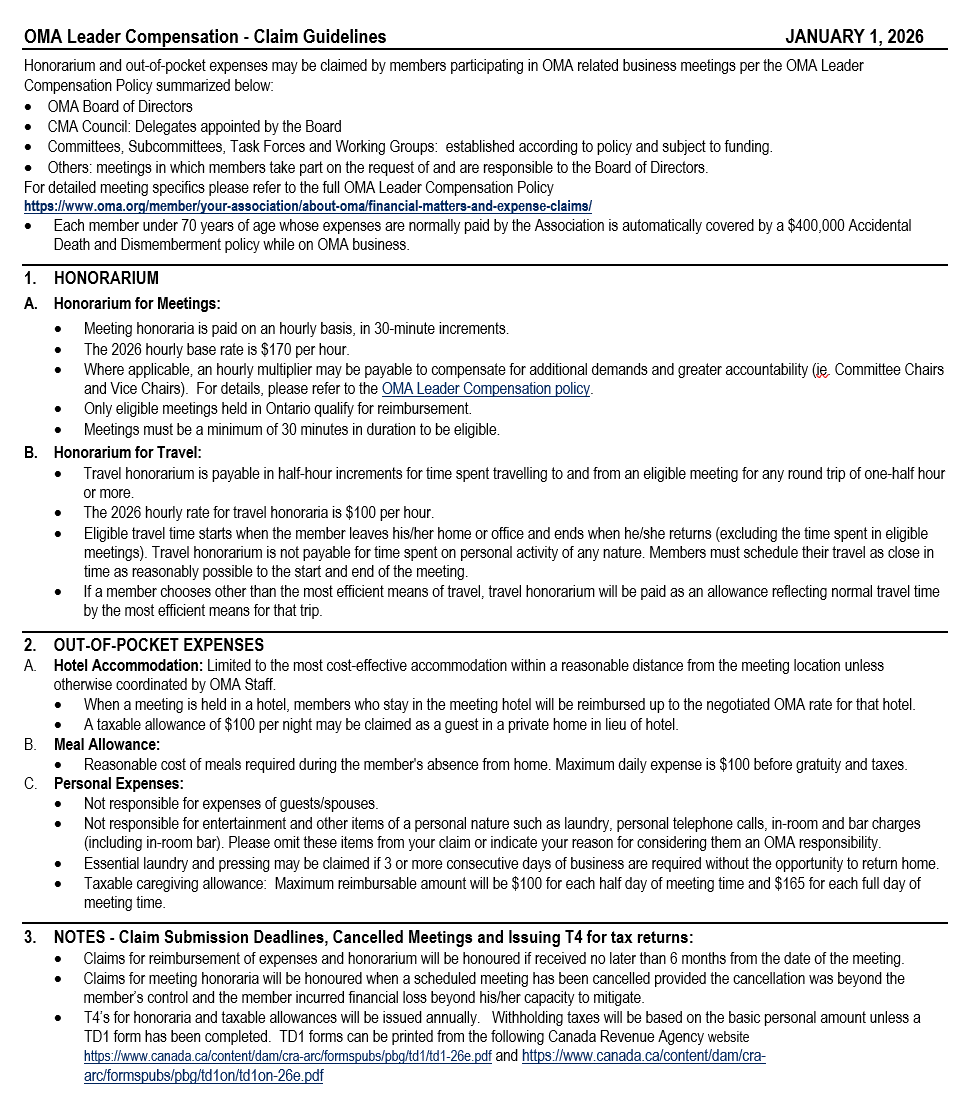 OMA Leader Compensation - Claim Guidelines JANUARY 1, 2026
Honorarium and out-of-pocket expenses may be claimed by members participating in OMA related business meetings per the OMA Leader
Compensation Policy summarized below:
• OMA Board of Directors
• CMA Council: Delegates appointed by the Board
• Committees, Subcommittees, Task Forces and Working Groups: established according to policy and subject to funding.
• Others: meetings in which members take part on the request of and are responsible to the Board of Directors.
For detailed meeting specifics please refer to the full OMA Leader Compensation Policy
https://www.oma.org/member/your-association/about-oma/financial-matters-and-expense-claims/
• Each member under 70 years of age whose expenses are normally paid by the Association is automatically covered by a $400,000 Accidental
Death and Dismemberment policy while on OMA business.
1. HONORARIUM
A. Honorarium for Meetings:
• Meeting honoraria is paid on an hourly basis, in 30-minute increments.
• The 2026 hourly base rate is $170 per hour.
• Where applicable, an hourly multiplier may be payable to compensate for additional demands and greater accountability (ie. Committee Chairs
and Vice Chairs). For details, please refer to the OMA Leader Compensation policy.
• Only eligible meetings held in Ontario qualify for reimbursement.
• Meetings must be a minimum of 30 minutes in duration to be eligible.
B. Honorarium for Travel:
• Travel honorarium is payable in half-hour increments for time spent travelling to and from an eligible meeting for any round trip of one-half hour
or more.
• The 2026 hourly rate for travel honoraria is $100 per hour.
• Eligible travel time starts when the member leaves his/her home or office and ends when he/she returns (excluding the time spent in eligible
meetings). Travel honorarium is not payable for time spent on personal activity of any nature. Members must schedule their travel as close in
time as reasonably possible to the start and end of the meeting.
• If a member chooses other than the most efficient means of travel, travel honorarium will be paid as an allowance reflecting normal travel time
by the most efficient means for that trip.
2. OUT-OF-POCKET EXPENSES
A. Hotel Accommodation: Limited to the most cost-effective accommodation within a reasonable distance from the meeting location unless
otherwise coordinated by OMA Staff.
• When a meeting is held in a hotel, members who stay in the meeting hotel will be reimbursed up to the negotiated OMA rate for that hotel.
• A taxable allowance of $100 per night may be claimed as a guest in a private home in lieu of hotel.
B. Meal Allowance:
• Reasonable cost of meals required during the member's absence from home. Maximum daily expense is $100 before gratuity and taxes.
C. Personal Expenses:
• Not responsible for expenses of guests/spouses.
• Not responsible for entertainment and other items of a personal nature such as laundry, personal telephone calls, in-room and bar charges
(including in-room bar). Please omit these items from your claim or indicate your reason for considering them an OMA responsibility.
• Essential laundry and pressing may be claimed if 3 or more consecutive days of business are required without the opportunity to return home.
• Taxable caregiving allowance: Maximum reimbursable amount will be $100 for each half day of meeting time and $165 for each full day of
meeting time.
3. NOTES - Claim Submission Deadlines, Cancelled Meetings and Issuing T4 for tax returns:
• Claims for reimbursement of expenses and honorarium will be honoured if received no later than 6 months from the date of the meeting.
• Claims for meeting honoraria will be honoured when a scheduled meeting has been cancelled provided the cancellation was beyond the
member's control and the member incurred financial loss beyond his/her capacity to mitigate.
• T4's for honoraria and taxable allowances will be issued annually. Withholding taxes will be based on the basic personal amount unless a
TD1 form has been completed. TD1 forms can be printed from the following Canada Revenue Agency website
https://www.canada.ca/content/dam/cra-arc/formspubs/pbg/td1/td1-26e.pdf and https://www.canada.ca/content/dam/cra-
arc/formspubs/pbg/td1on/td1on-26e.pdf